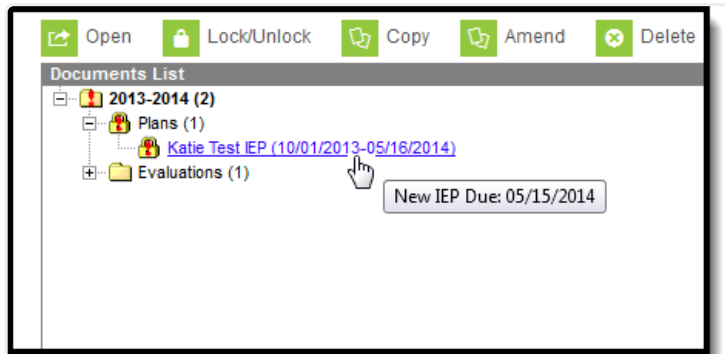 Open Lock/Unlock Copy Amend Delete
Documents List
2013-2014 (2)
Plans (1)
Katie Test IEP (10/01/2013-05/16/2014)
Evaluations (1)
New IEP Due: 05/15/2014